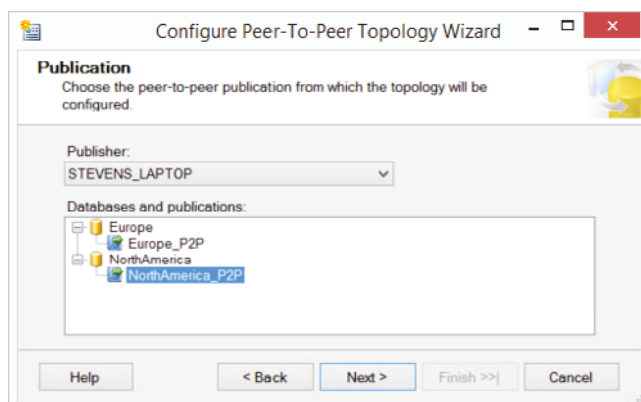 Configure Peer-To-Peer Topology Wizard
Publication
Choose the peer-to-peer publication from which the topology will be
configured.
Publisher:
STEVENS_LAPTOP
Databases and publications:
Europe
Europe_P2P
NorthAmerica
NorthAmerica_P2P
Help < Back Next > Finish >>| Cancel